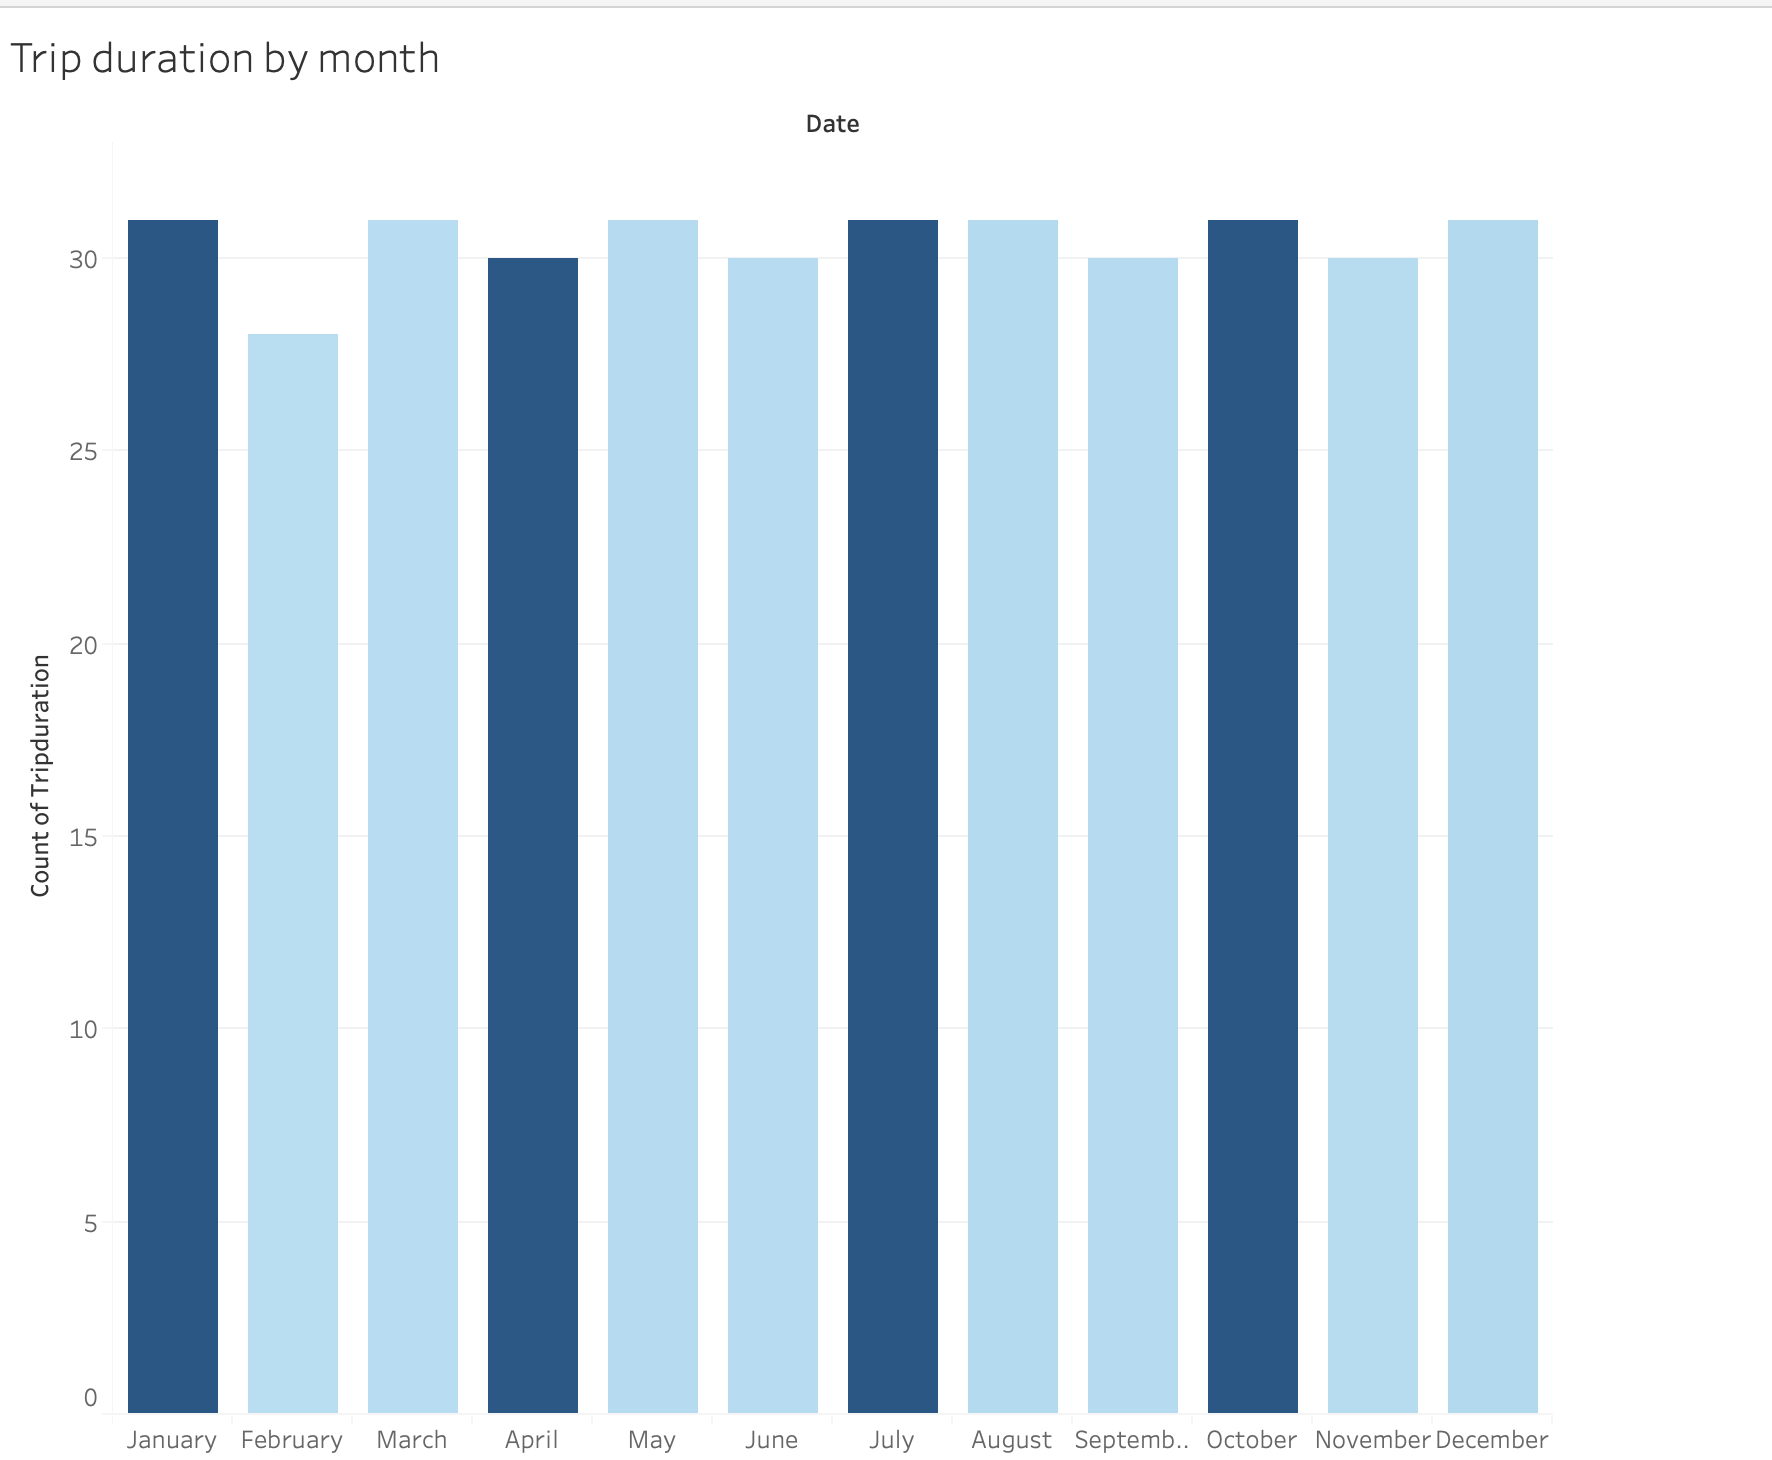 Trip duration by month
Date
30
25
20
15
10
5
0
Count of Tripduration
January February March April May June July August Septemb.. October November December